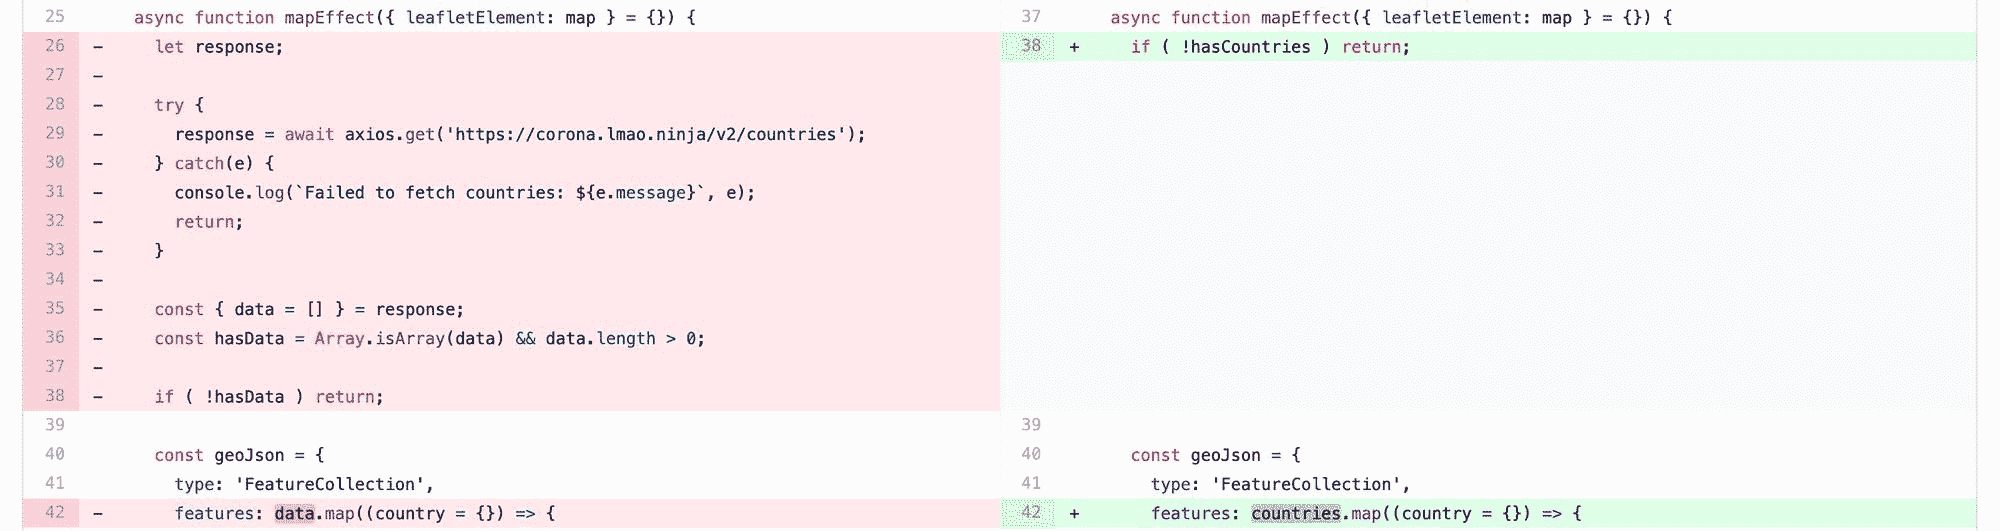 25 async function mapEffect({ leafletElement: map } = {}) {
26 - let response;
27 -
28 - try {
29 - response = await axios.get('https://corona.lmao.ninja/v2/countries');
30 - } catch(e) {
31 - console.log(`Failed to fetch countries: ${e.message}`, e);
32 - return;
33 - }
34 -
35 - const { data = [] } = response;
36 - const hasData = Array.isArray(data) && data.length > 0;
37 -
38 - if ( !hasData ) return;
39
40 const geoJson = {
41 type: 'FeatureCollection',
42 - features: data.map((country = {}) => {
37 async function mapEffect({ leafletElement: map } = {}) {
38 + if ( !hasCountries ) return;
39
40 const geoJson = {
41 type: 'FeatureCollection',
42 + features: countries.map((country = {}) => {